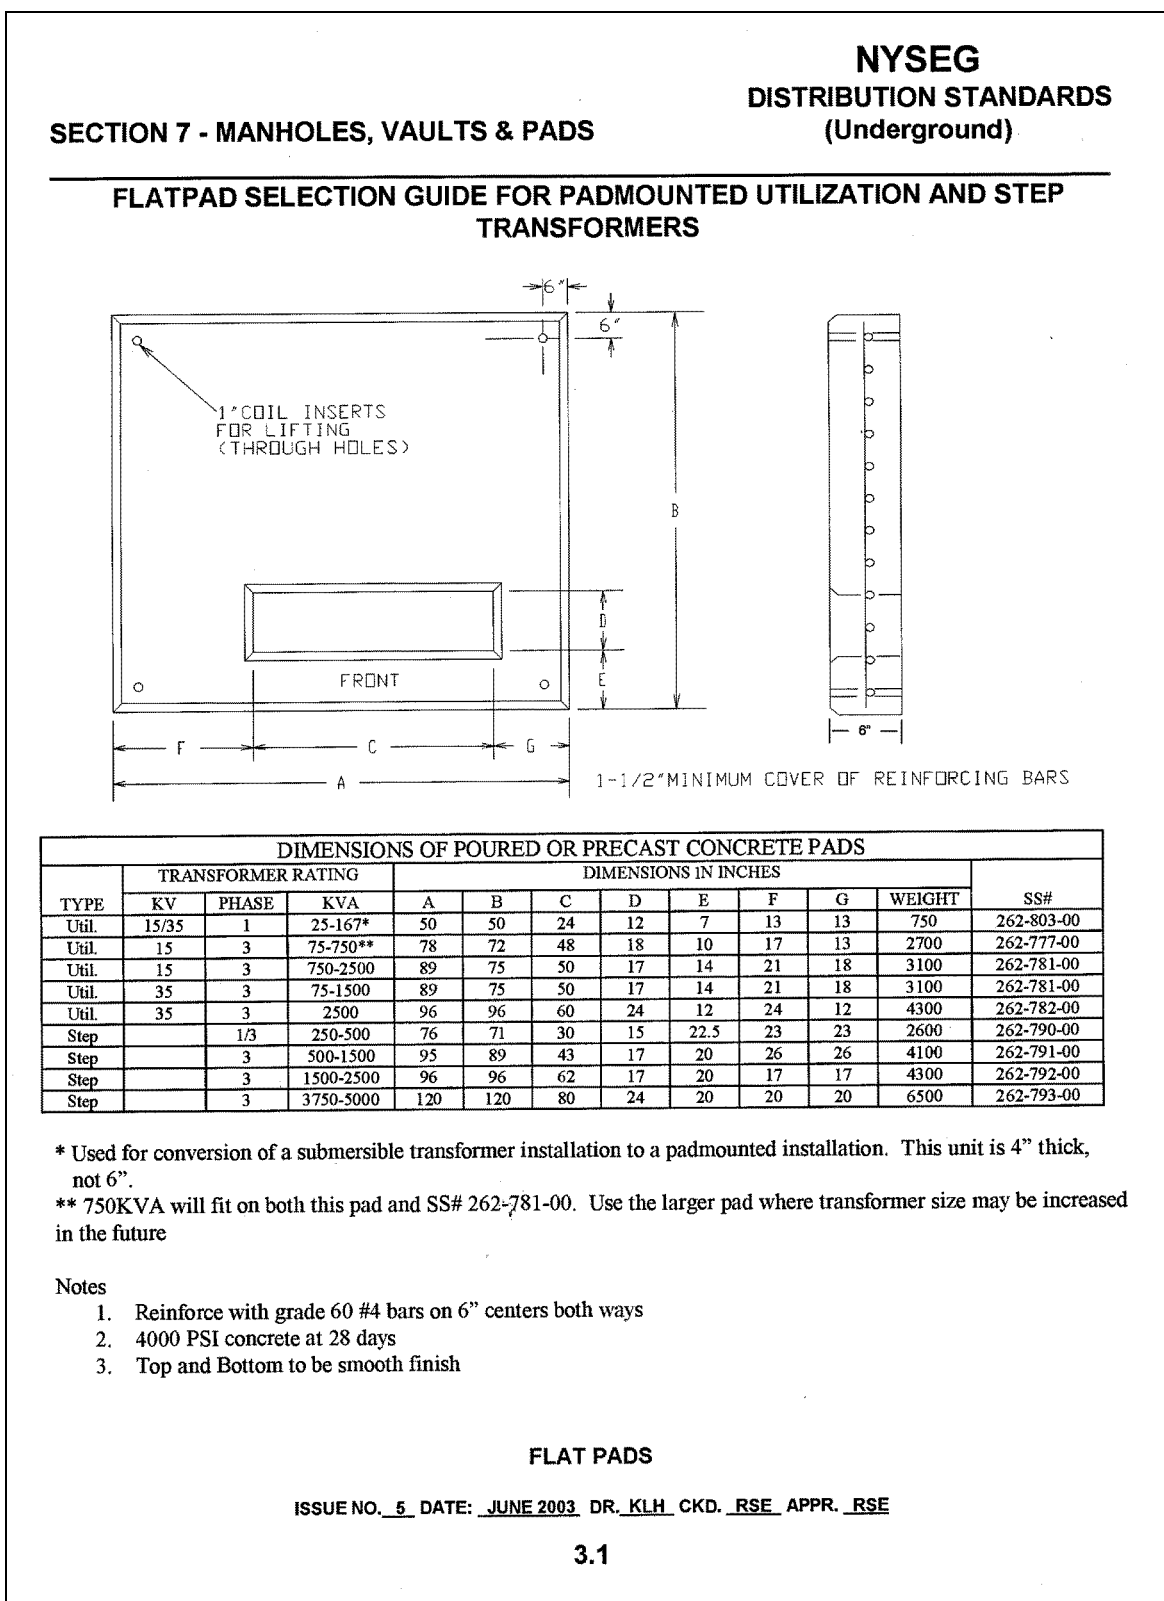 NYSEG
DISTRIBUTION STANDARDS
SECTION 7 - MANHOLES, VAULTS & PADS
(Underground)
FLATPAD SELECTION GUIDE FOR PADMOUNTED UTILIZATION AND STEP
TRANSFORMERS
6"
6"
1"COIL INSERTS
FOR LIFTING
(THROUGH HOLES)
B
D
FRONT
E
6"
F C G
A
1-1/2"MINIMUM COVER OF REINFORCING BARS
DIMENSIONS OF POURED OR PRECAST CONCRETE PADS
TRANSFORMER RATING DIMENSIONS IN INCHES
TYPE KV PHASE KVA A B C D E F G WEIGHT SS#
Util. 15/35 1 25-167* 50 50 24 12 7 13 13 750 262-803-00
Util. 15 3 75-750** 78 72 48 18 10 17 13 2700 262-777-00
Util. 15 3 750-2500 89 75 50 17 14 21 18 3100 262-781-00
Util. 35 3 75-1500 89 75 50 17 14 21 18 3100 262-781-00
Util. 35 3 2500 96 96 60 24 12 24 12 4300 262-782-00
Step 1/3 250-500 76 71 30 15 22.5 23 23 2600 262-790-00
Step 3 500-1500 95 89 43 17 20 26 26 4100 262-791-00
Step 3 1500-2500 96 96 62 17 20 17 17 4300 262-792-00
Step 3 3750-5000 120 120 80 24 20 20 20 6500 262-793-00
* Used for conversion of a submersible transformer installation to a padmounted installation. This unit is 4” thick,
not 6”.
** 750KVA will fit on both this pad and SS# 262-781-00. Use the larger pad where transformer size may be increased
in the future
Notes
1. Reinforce with grade 60 #4 bars on 6” centers both ways
2. 4000 PSI concrete at 28 days
3. Top and Bottom to be smooth finish
FLAT PADS
ISSUE NO. 5 DATE: JUNE 2003 DR. KLH CKD. RSE APPR. RSE
3.1